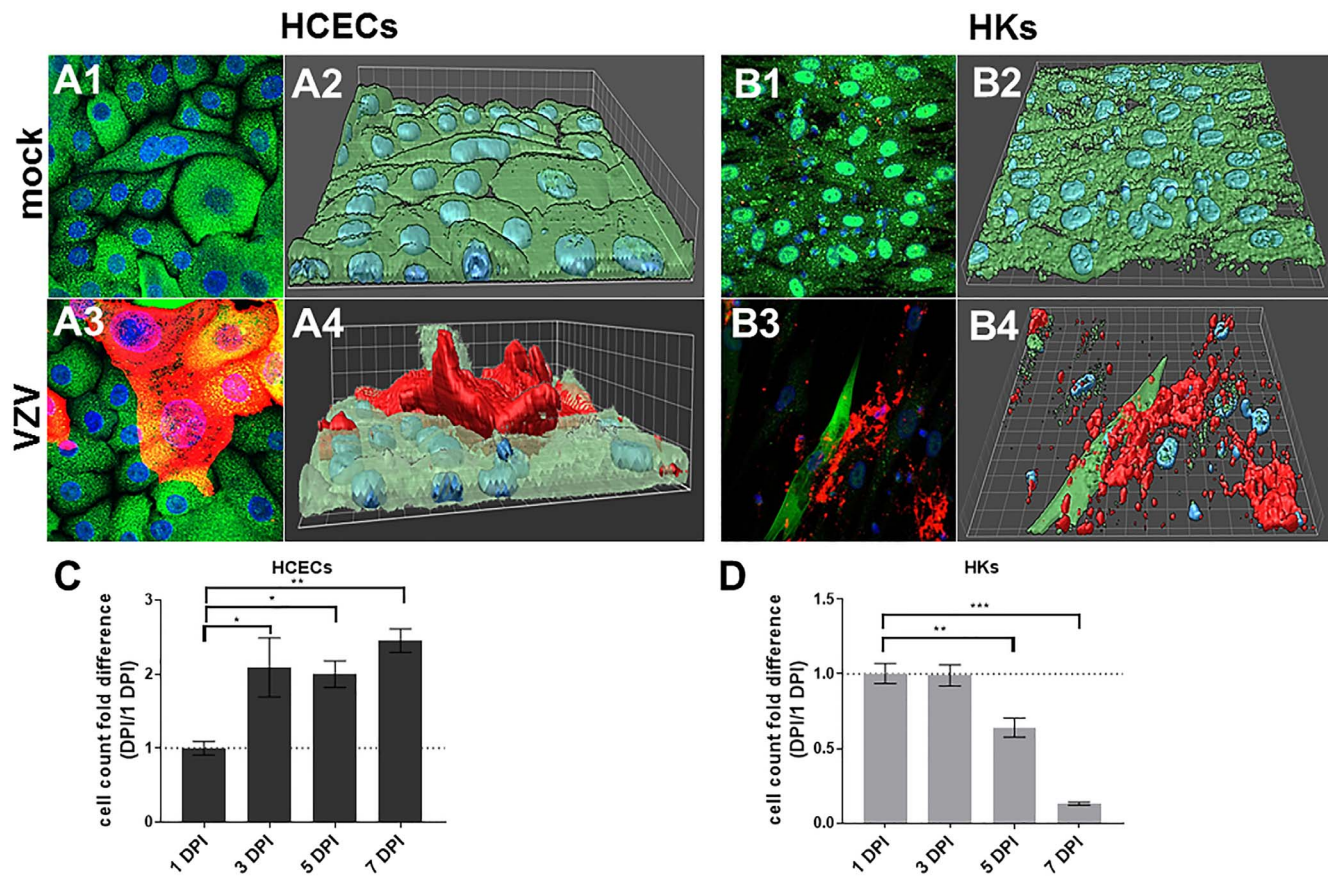 HCECs
HKs
mock
A1
A2
B1
B2
VZV
A3
A4
B3
B4
C
HCECs
cell count fold difference
(DPI/1 DPI)
3
2
1
0
*
*
**
1 DPI
3 DPI
5 DPI
7 DPI
D
HKs
cell count fold difference
(DPI/1 DPI)
1.5
1.0
0.5
0.0
**
***
1 DPI
3 DPI
5 DPI
7 DPI